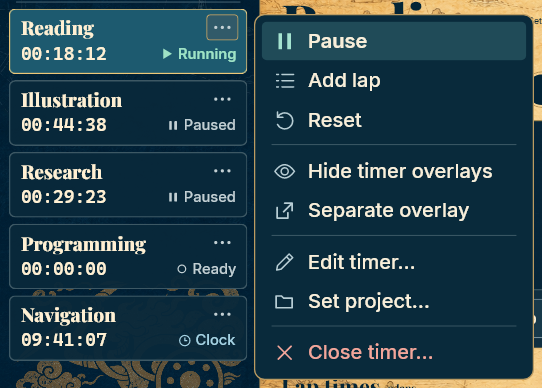 Reading ...
00:18:12 Running
Illustration ...
00:44:38 Paused
Research ...
00:29:23 Paused
Programming ...
00:00:00 Ready
Navigation ...
09:41:07 Clock
Pause
Add lap
Reset
Hide timer overlays
Separate overlay
Edit timer...
Set project...
Close timer...
Lap times